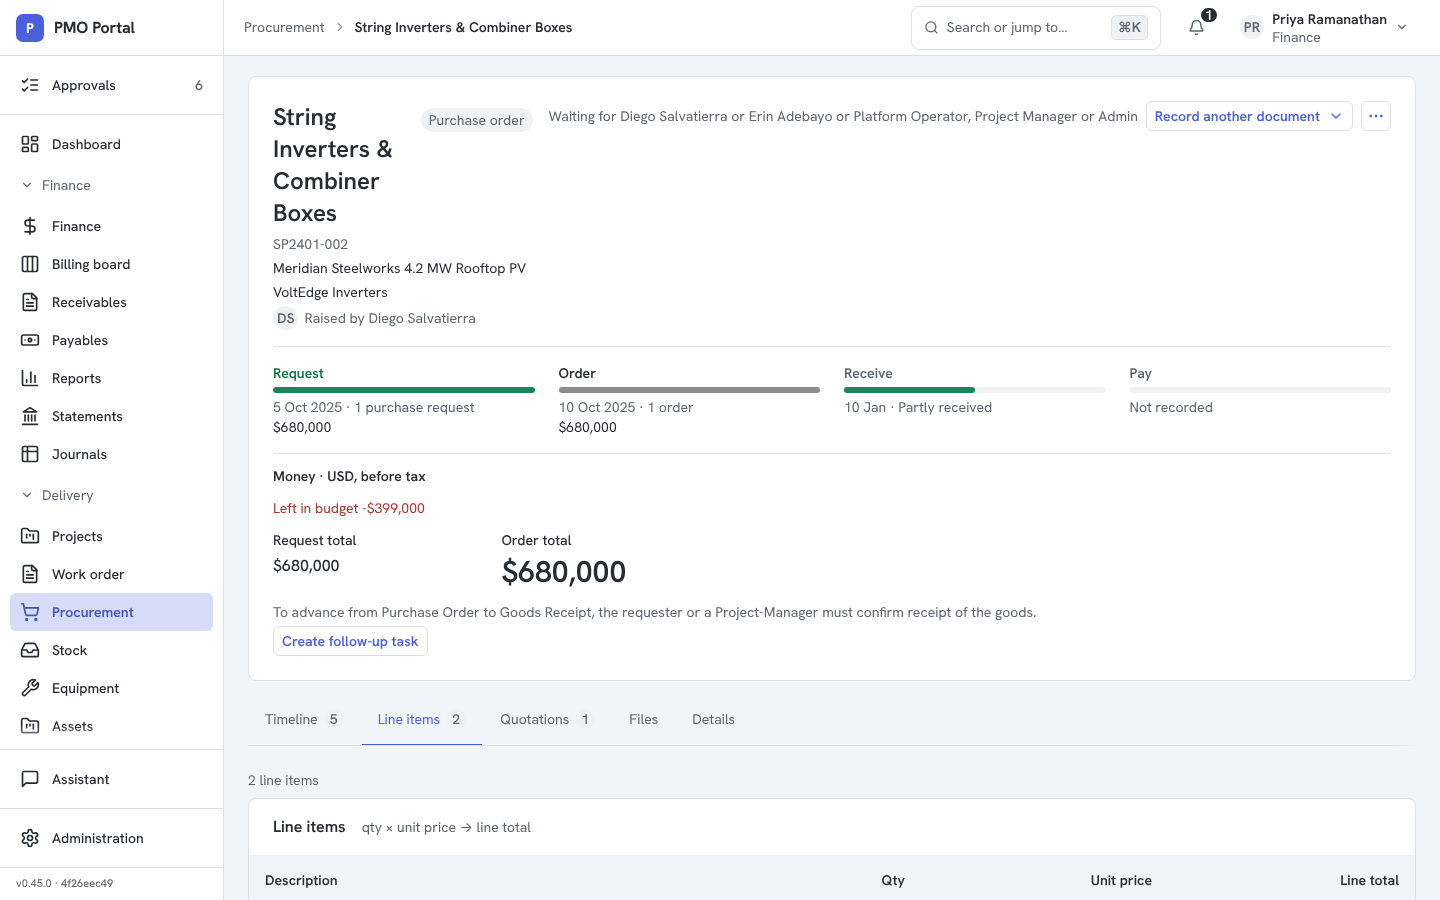 P PMO Portal
Procurement > String Inverters & Combiner Boxes
Search or jump to... ⌘K
1
PR Priya Ramanathan
Finance
Approvals 6
Dashboard
Finance
Finance
Billing board
Receivables
Payables
Reports
Statements
Journals
Delivery
Projects
Work order
Procurement
Stock
Equipment
Assets
Assistant
Administration
v0.45.0 · 4f26eec49
String
Inverters &
Combiner
Boxes
Purchase order
Waiting for Diego Salvatierra or Erin Adebayo or Platform Operator, Project Manager or Admin
Record another document
SP2401-002
Meridian Steelworks 4.2 MW Rooftop PV
VoltEdge Inverters
DS Raised by Diego Salvatierra
Request
5 Oct 2025 · 1 purchase request
$680,000
Order
10 Oct 2025 · 1 order
$680,000
Receive
10 Jan · Partly received
Pay
Not recorded
Money · USD, before tax
Left in budget -$399,000
Request total
$680,000
Order total
$680,000
To advance from Purchase Order to Goods Receipt, the requester or a Project-Manager must confirm receipt of the goods.
Create follow-up task
Timeline 5 Line items 2 Quotations 1 Files Details
2 line items
Line items qty × unit price → line total
Description Qty Unit price Line total